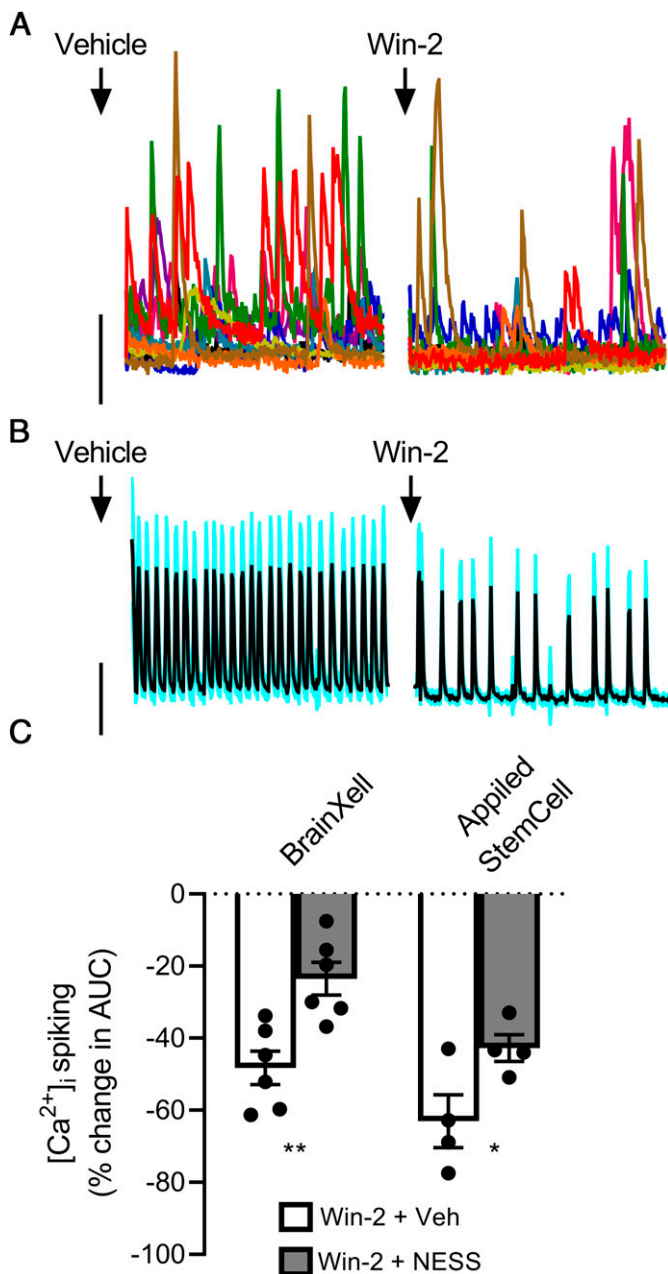 A
Vehicle
Win-2
B
Vehicle
Win-2
C
BrainXell
Appiled
StemCell
0
-20
-40
-60
-80
-100
[Ca²⁺]ᵢ spiking
(% change in AUC)
**
*
Win-2 + Veh
Win-2 + NESS